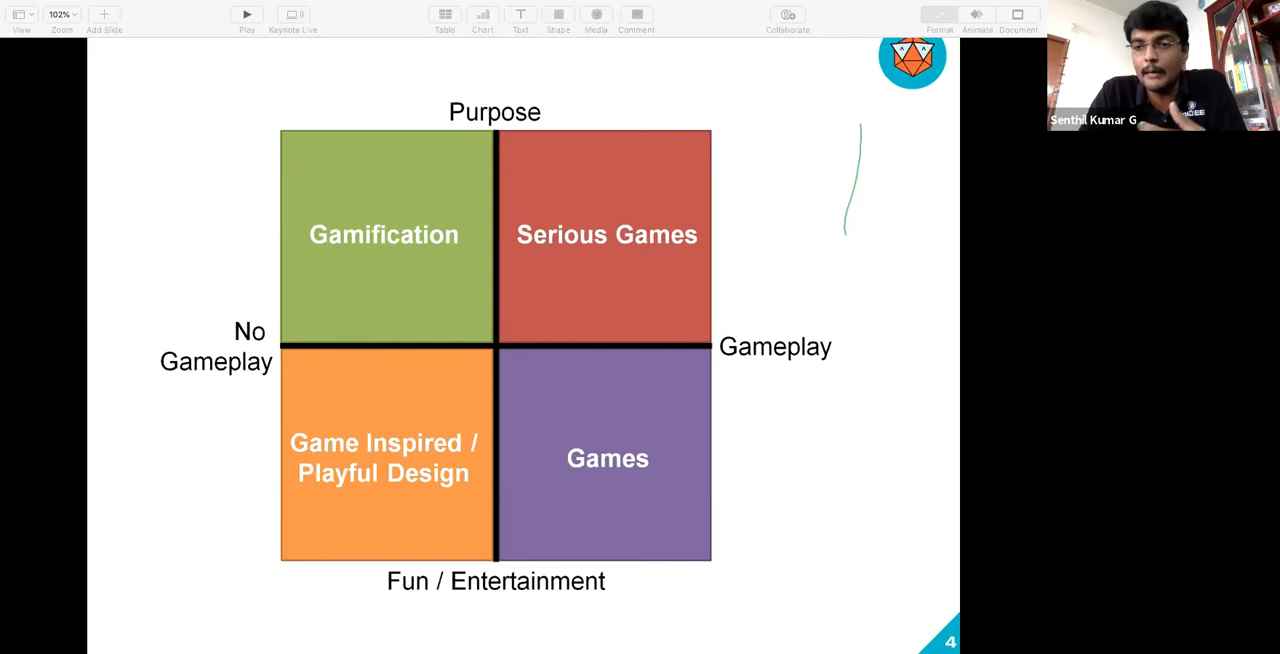 View
102%
Zoom
Add Slide
Play
Keynote Live
Table
Chart
Text
Shape
Media
Comment
Collaborate
Format
Animate
Document
Senthil Kumar G
Purpose
Gamification
Serious Games
No
Gameplay
Gameplay
Game Inspired /
Playful Design
Games
Fun / Entertainment
4